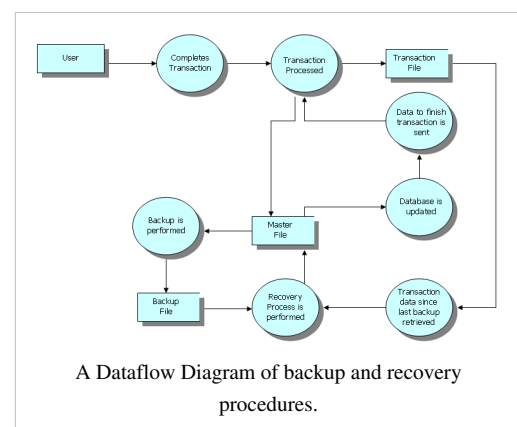 User
Completes
Transaction
Transaction
Processed
Transaction
File
Data to finish
transaction is
sent
Database is
updated
Backup is
performed
Master
File
Backup
File
Recovery
Process is
performed
Transaction
data since
last backup
retrieved
A Dataflow Diagram of backup and recovery
procedures.